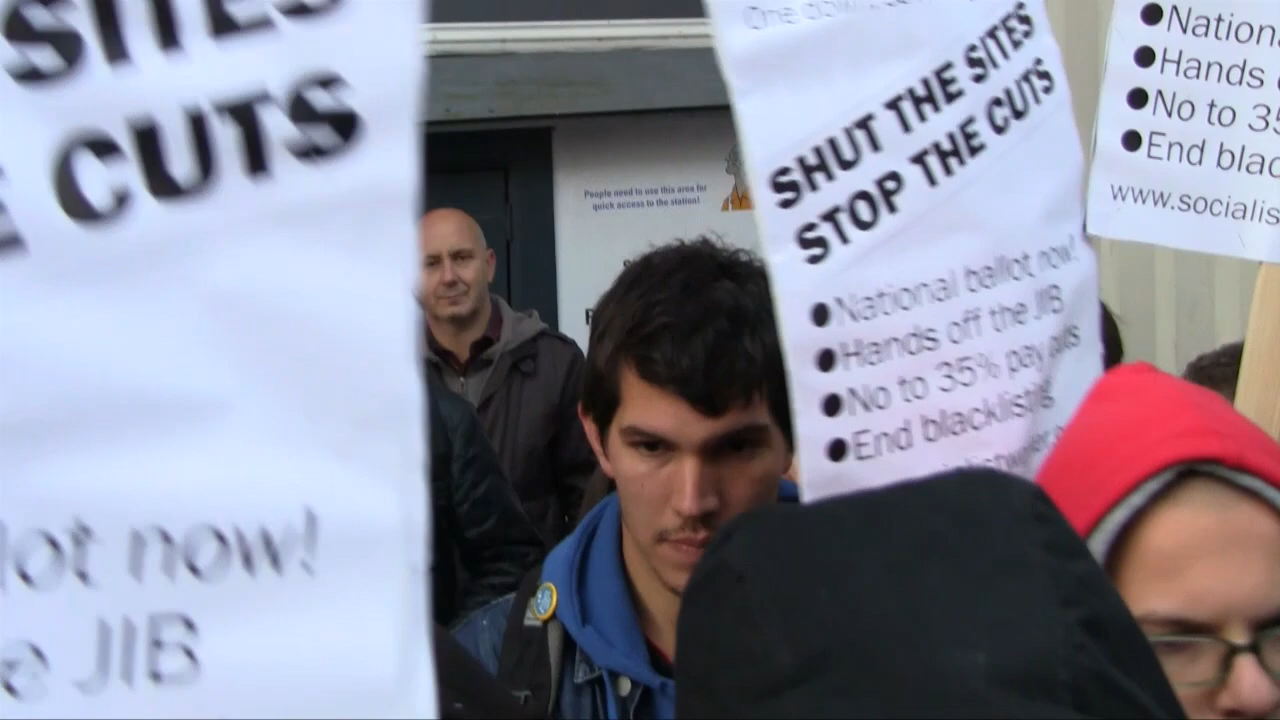 SITES
CUTS
lot now!
JIB
People need to use this area for
quick access to the station!
SHUT THE SITES
STOP THE CUTS
●National ballot now!
●Hands off the JIB
●No to 35% pay cuts
●End blacklisting
●Nation
●Hands
●No to 35
●End blac
www.socialis